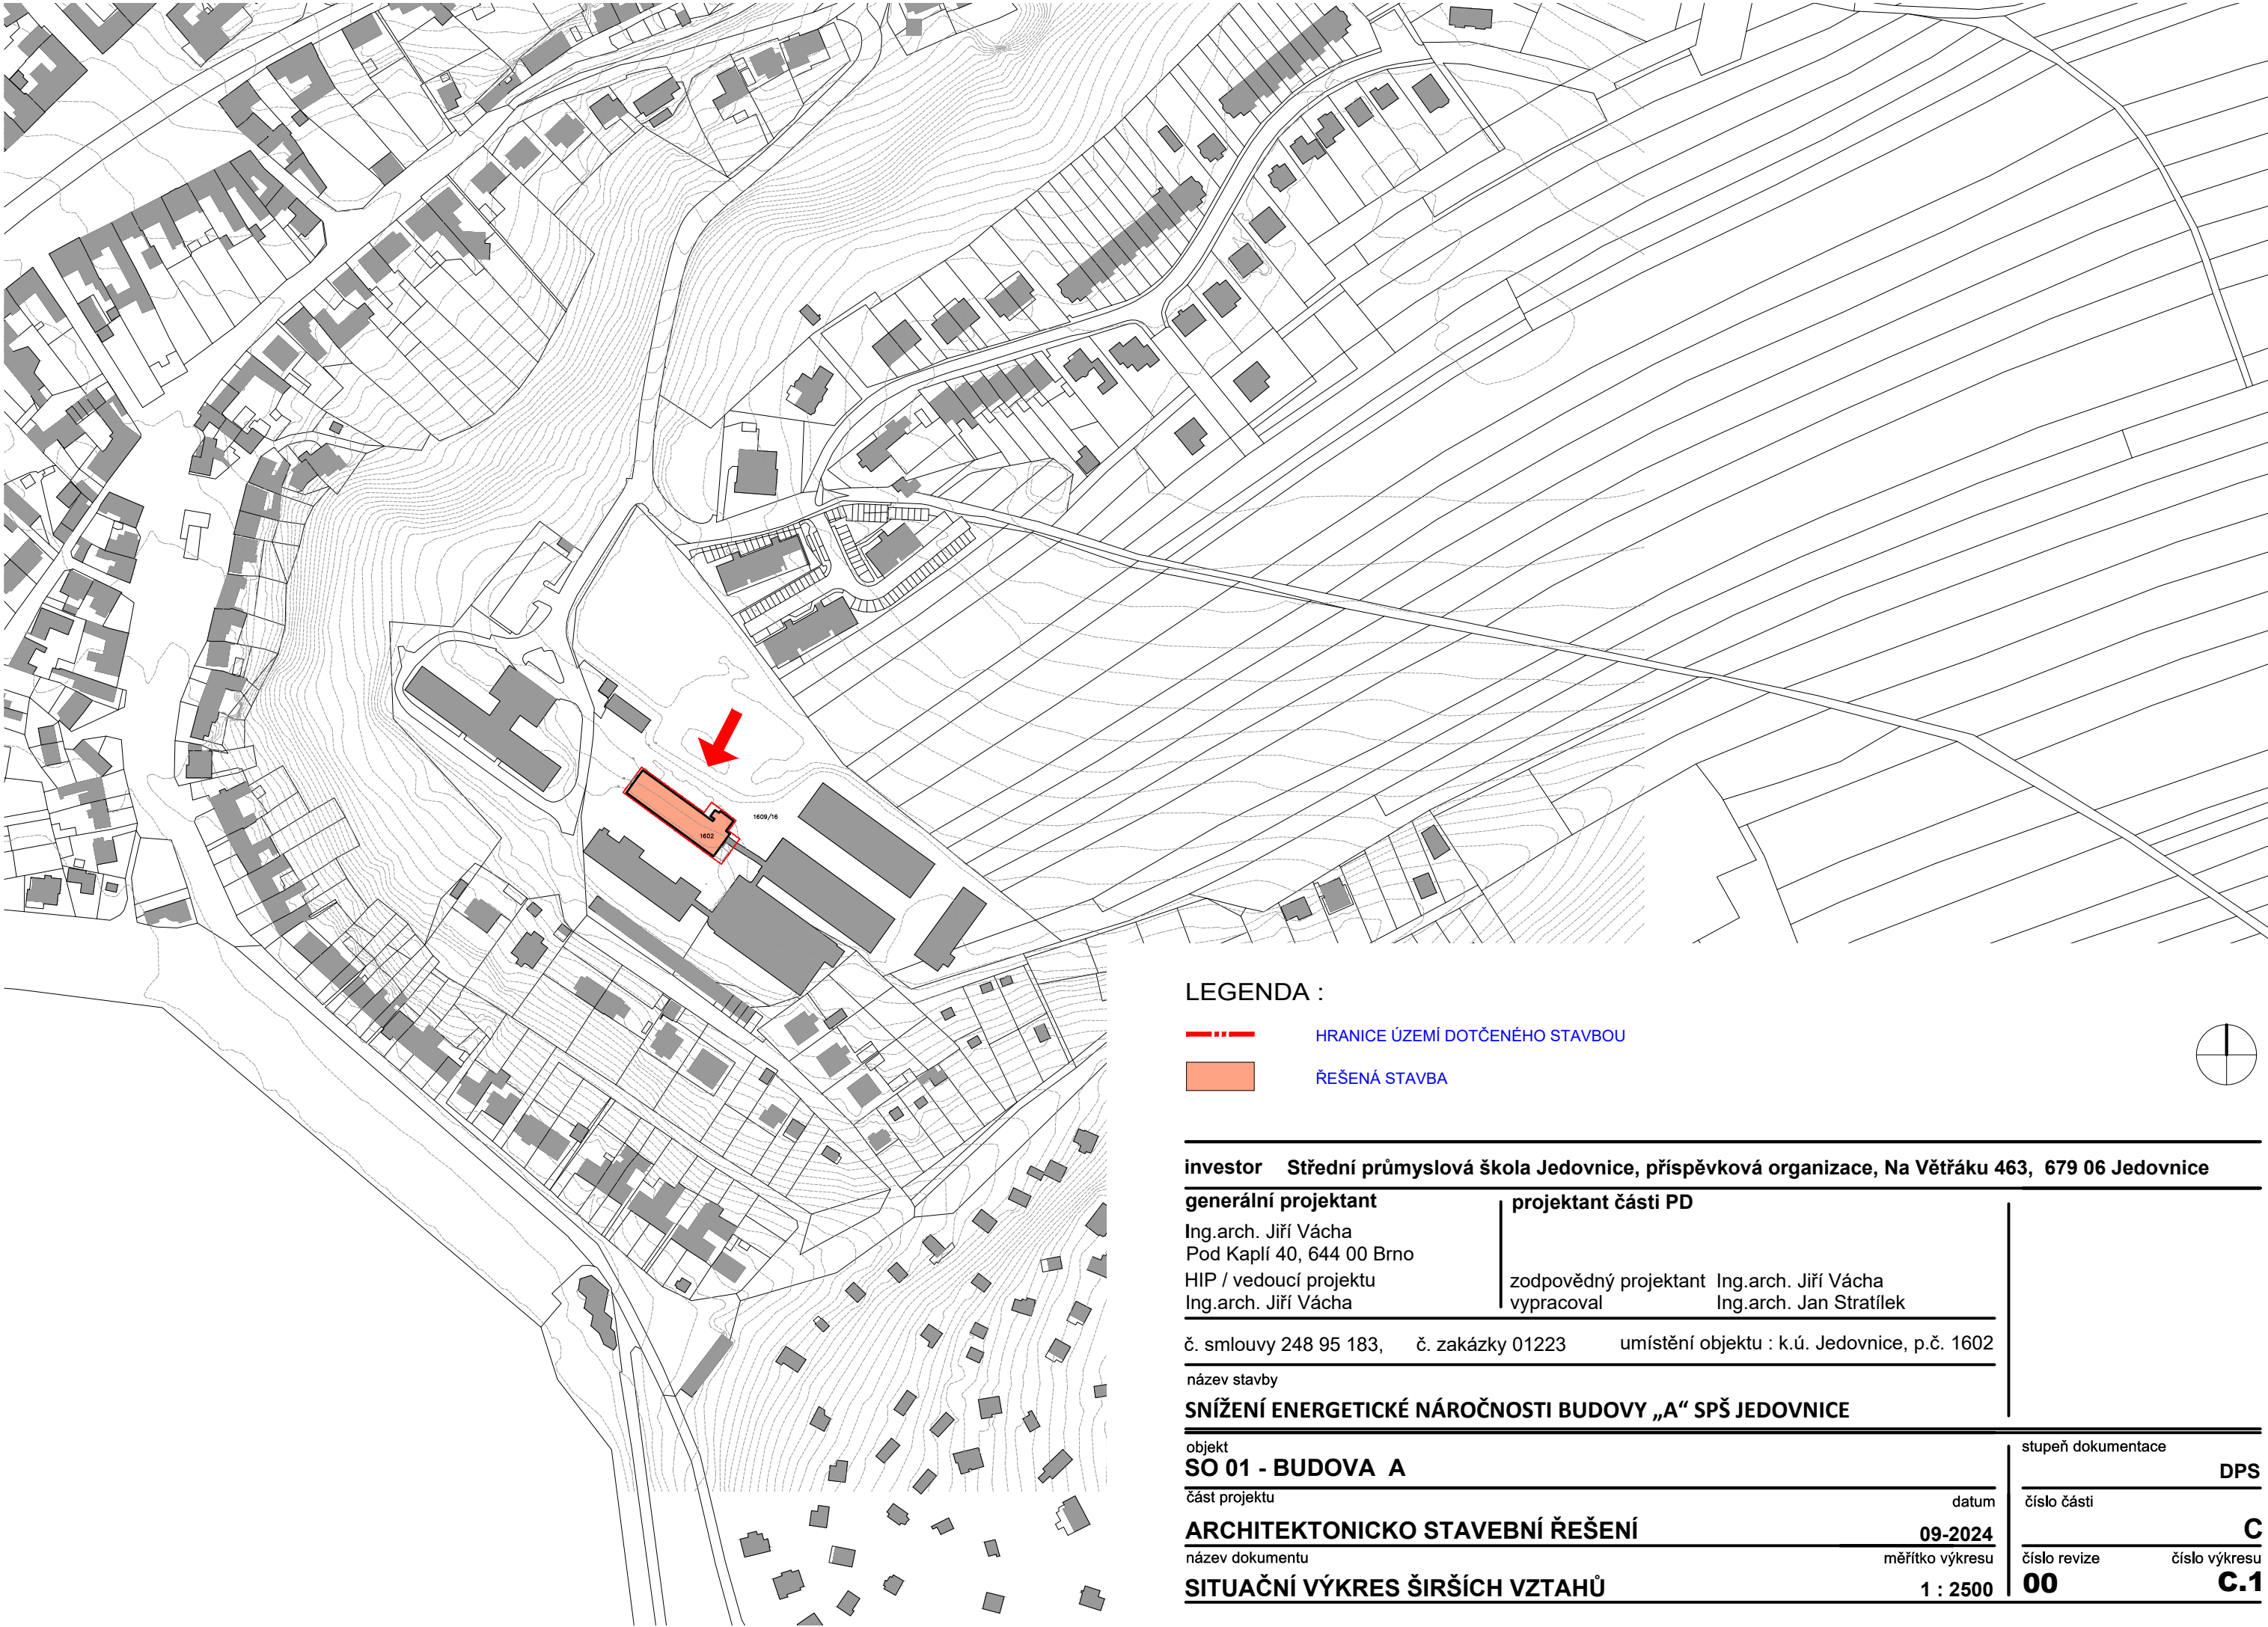 1609/16
1602
LEGENDA :
HRANICE ÚZEMÍ DOTČENÉHO STAVBOU
ŘEŠENÁ STAVBA
investor Střední průmyslová škola Jedovnice, příspěvková organizace, Na Větřáku 463, 679 06 Jedovnice
generální projektant
Ing.arch. Jiří Vácha
Pod Kaplí 40, 644 00 Brno
HIP / vedoucí projektu
Ing.arch. Jiří Vácha
projektant části PD
zodpovědný projektant Ing.arch. Jiří Vácha
vypracoval Ing.arch. Jan Stratílek
č. smlouvy 248 95 183, č. zakázky 01223 umístění objektu : k.ú. Jedovnice, p.č. 1602
název stavby
SNÍŽENÍ ENERGETICKÉ NÁROČNOSTI BUDOVY „A“ SPŠ JEDOVNICE
objekt
SO 01 - BUDOVA A
stupeň dokumentace
DPS
část projektu datum
ARCHITEKTONICKO STAVEBNÍ ŘEŠENÍ 09-2024
číslo části
C
název dokumentu měřítko výkresu
SITUAČNÍ VÝKRES ŠIRŠÍCH VZTAHŮ 1 : 2500
číslo revize číslo výkresu
00 C.1